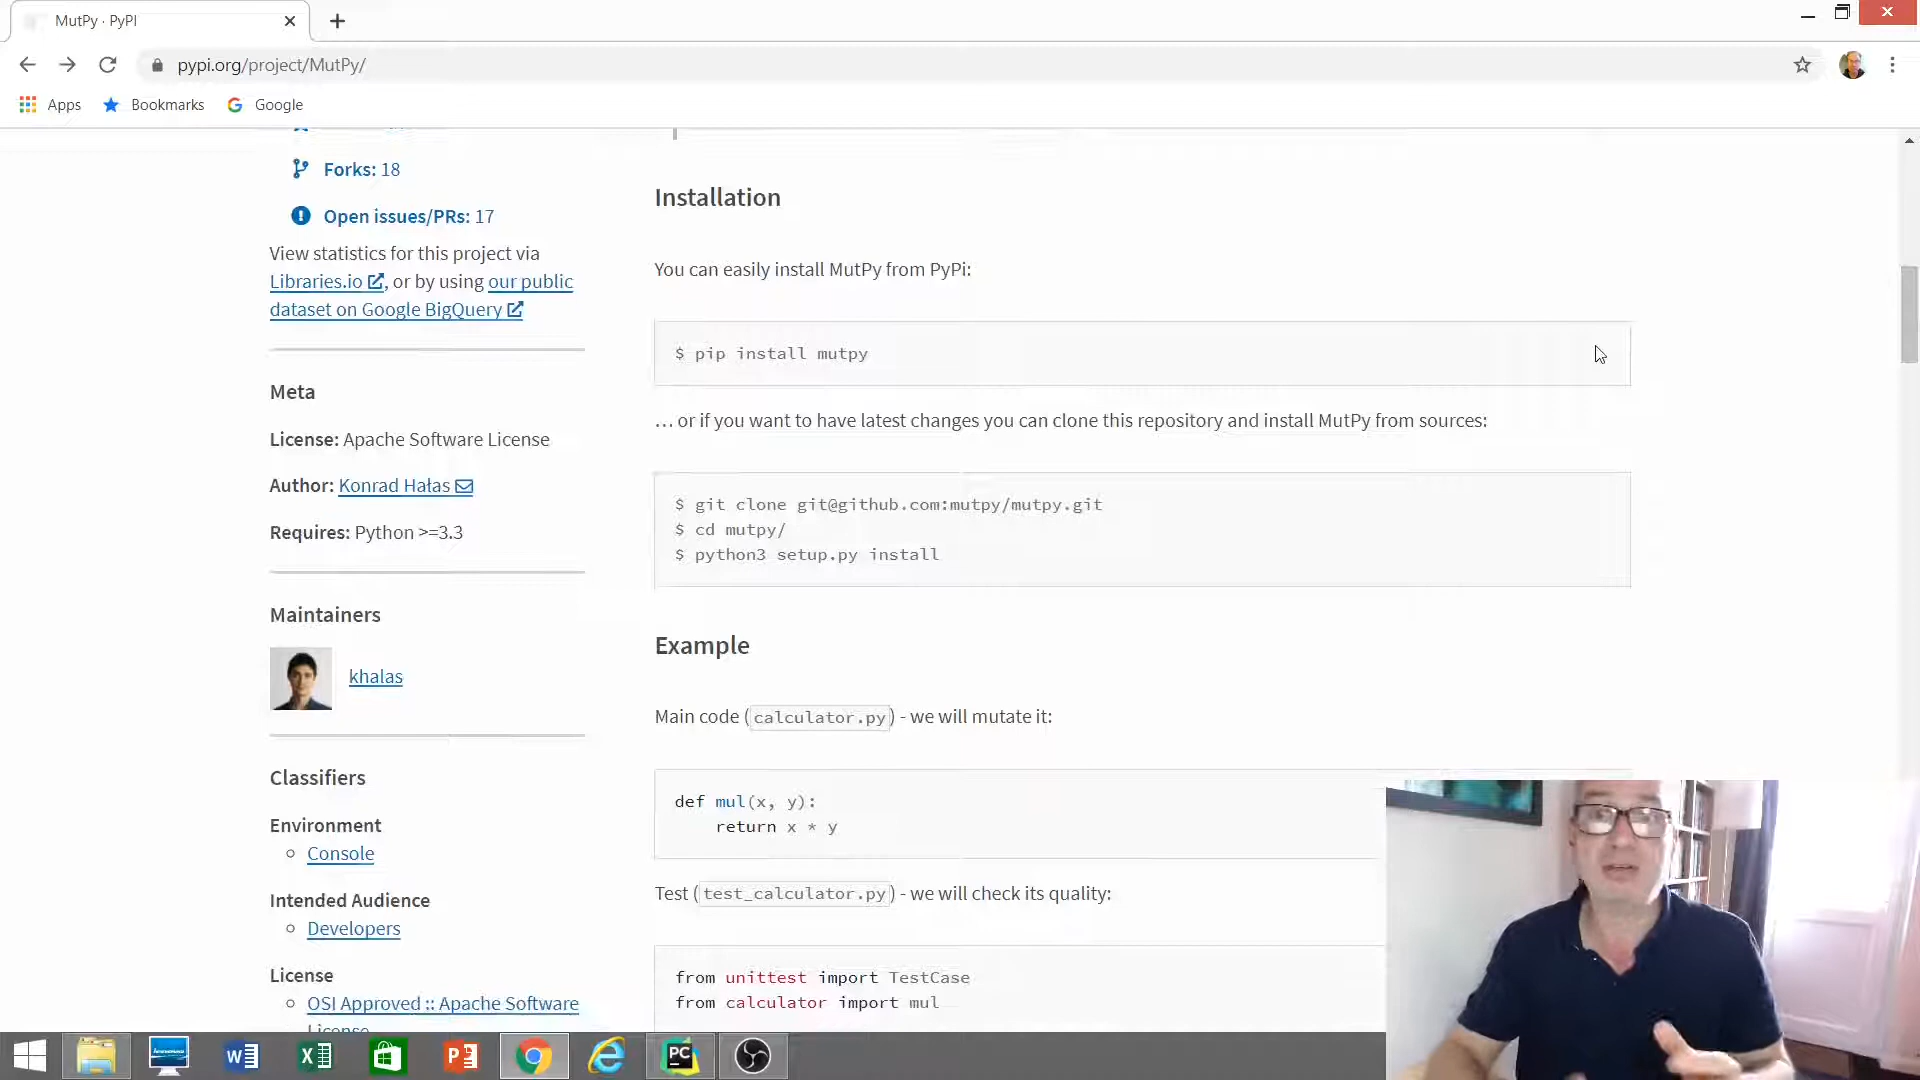 MutPy · PyPI
pypi.org/project/MutPy/
Apps
Bookmarks
Google
Forks: 18
Open issues/PRs: 17
View statistics for this project via
Libraries.io, or by using our public
dataset on Google BigQuery
Meta
License: Apache Software License
Author: Konrad Hałas
Requires: Python >=3.3
Maintainers
khalas
Classifiers
Environment
Console
Intended Audience
Developers
License
OSI Approved :: Apache Software
License
Installation
You can easily install MutPy from PyPi:
$ pip install mutpy
… or if you want to have latest changes you can clone this repository and install MutPy from sources:
$ git clone git@github.com:mutpy/mutpy.git
$ cd mutpy/
$ python3 setup.py install
Example
Main code (calculator.py) - we will mutate it:
def mul(x, y):
    return x * y
Test (test_calculator.py) - we will check its quality:
from unittest import TestCase
from calculator import mul